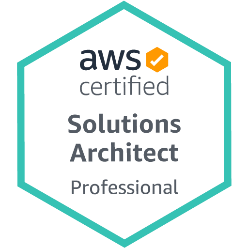 aws
certified
Solutions
Architect
Professional